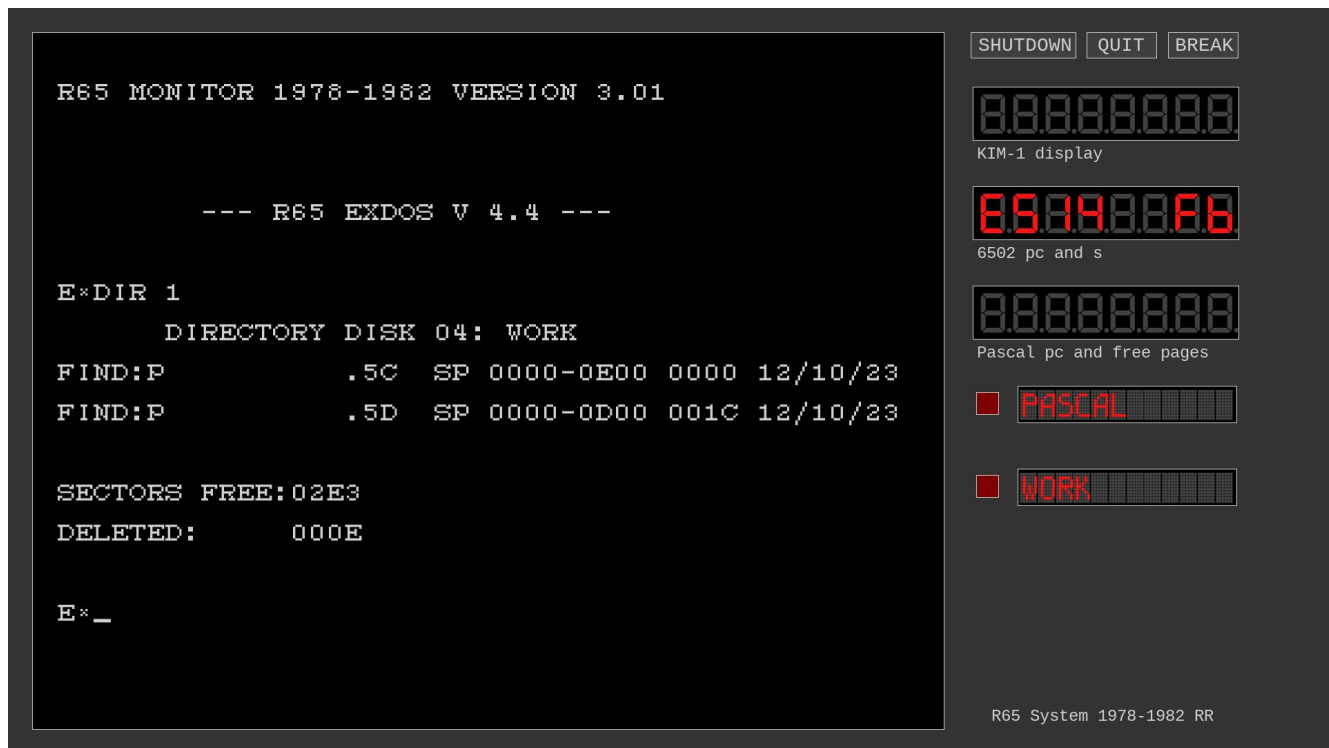 R65 MONITOR 1978-1982 VERSION 3.01
--- R65 EXDOS V 4.4 ---
E*DIR 1
DIRECTORY DISK 04: WORK
FIND:P .5C SP 0000-0E00 0000 12/10/23
FIND:P .5D SP 0000-0D00 001C 12/10/23
SECTORS FREE:02E3
DELETED: 000E
E*_
SHUTDOWN QUIT BREAK
KIM-1 display
E514 Fb
6502 pc and s
Pascal pc and free pages
PASCAL
WORK
R65 System 1978-1982 RR